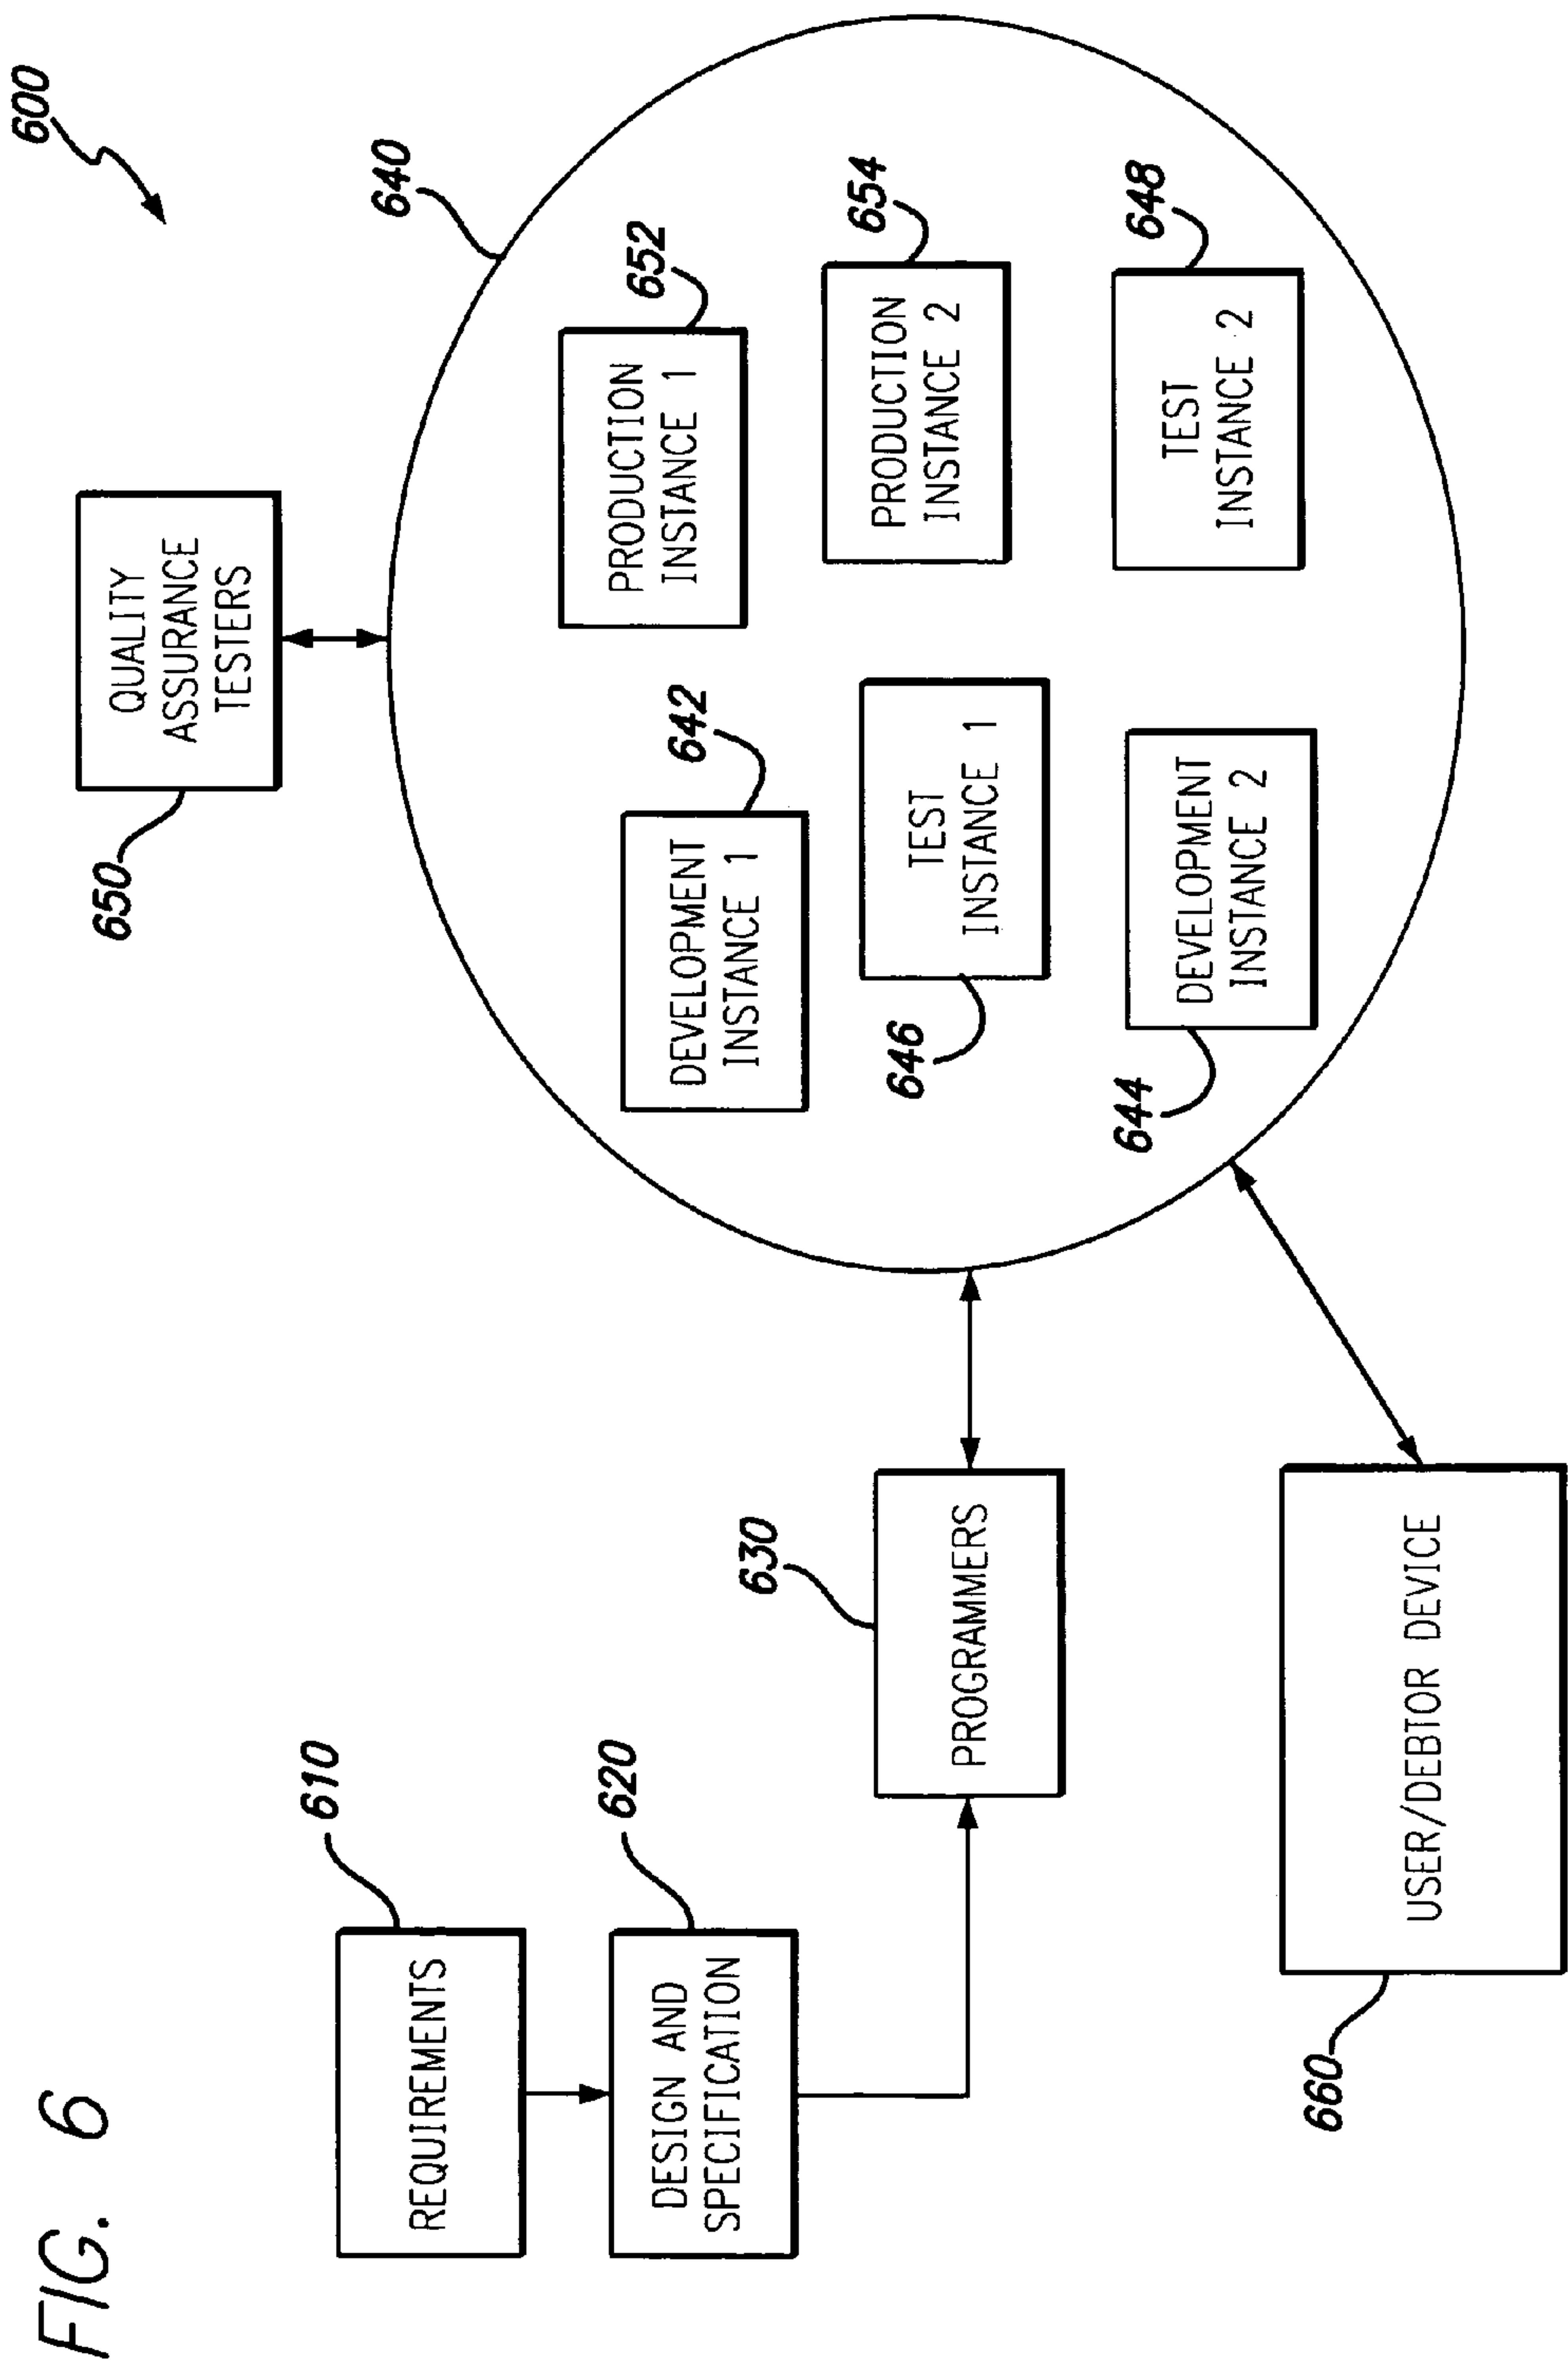 FIG. 6
600
610
REQUIREMENTS
620
DESIGN AND
SPECIFICATION
630
PROGRAMMERS
660
USER/DEBTOR DEVICE
650
QUALITY
ASSURANCE
TESTERS
640
642
DEVELOPMENT
INSTANCE 1
652
PRODUCTION
INSTANCE 1
646
TEST
INSTANCE 1
654
PRODUCTION
INSTANCE 2
644
DEVELOPMENT
INSTANCE 2
648
TEST
INSTANCE 2